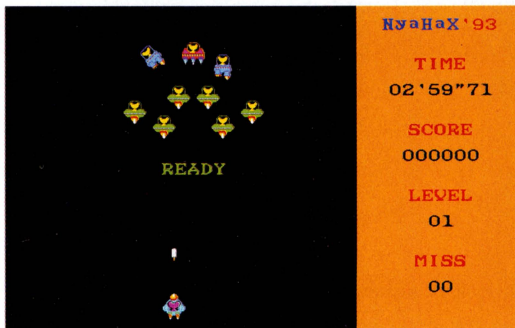 NyaHaX'93
TIME
02'59"71
SCORE
000000
LEVEL
01
MISS
00
READY